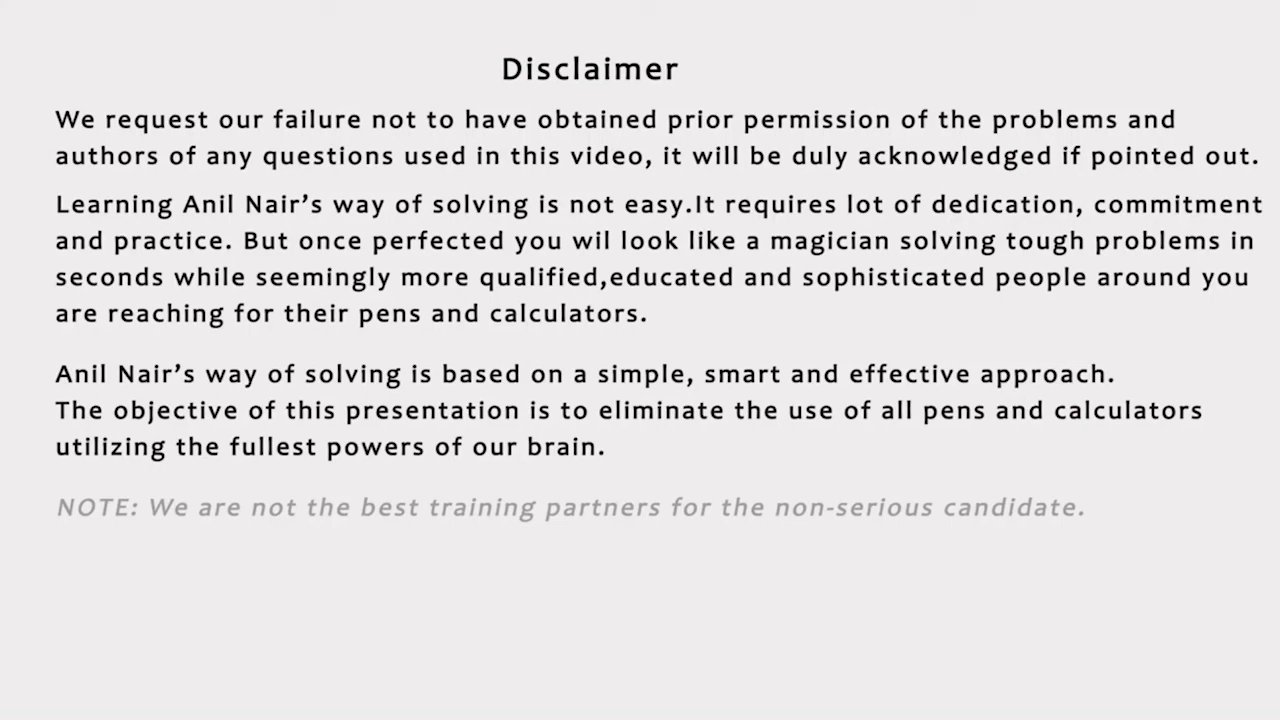 Disclaimer
We request our failure not to have obtained prior permission of the problems and
authors of any questions used in this video, it will be duly acknowledged if pointed out.
Learning Anil Nair's way of solving is not easy.It requires lot of dedication, commitment
and practice. But once perfected you wil look like a magician solving tough problems in
seconds while seemingly more qualified,educated and sophisticated people around you
are reaching for their pens and calculators.
Anil Nair's way of solving is based on a simple, smart and effective approach.
The objective of this presentation is to eliminate the use of all pens and calculators
utilizing the fullest powers of our brain.
NOTE: We are not the best training partners for the non-serious candidate.